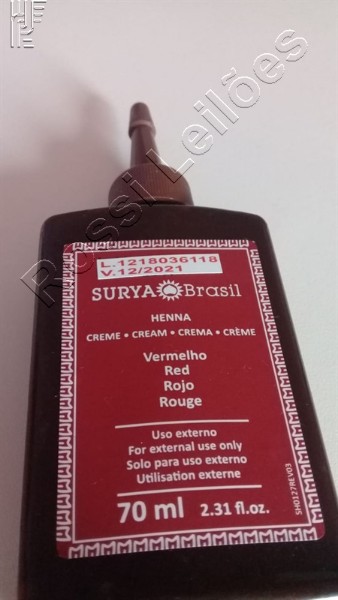 Rossi Leilões
L.1218036118
V.12/2021
SURYA Brasil
HENNA
CREME • CREAM • CREMA • CRÈME
Vermelho
Red
Rojo
Rouge
Uso externo
For external use only
Solo para uso externo
Utilisation externe
70 ml 2.31 fl.oz.
SH0127REV03